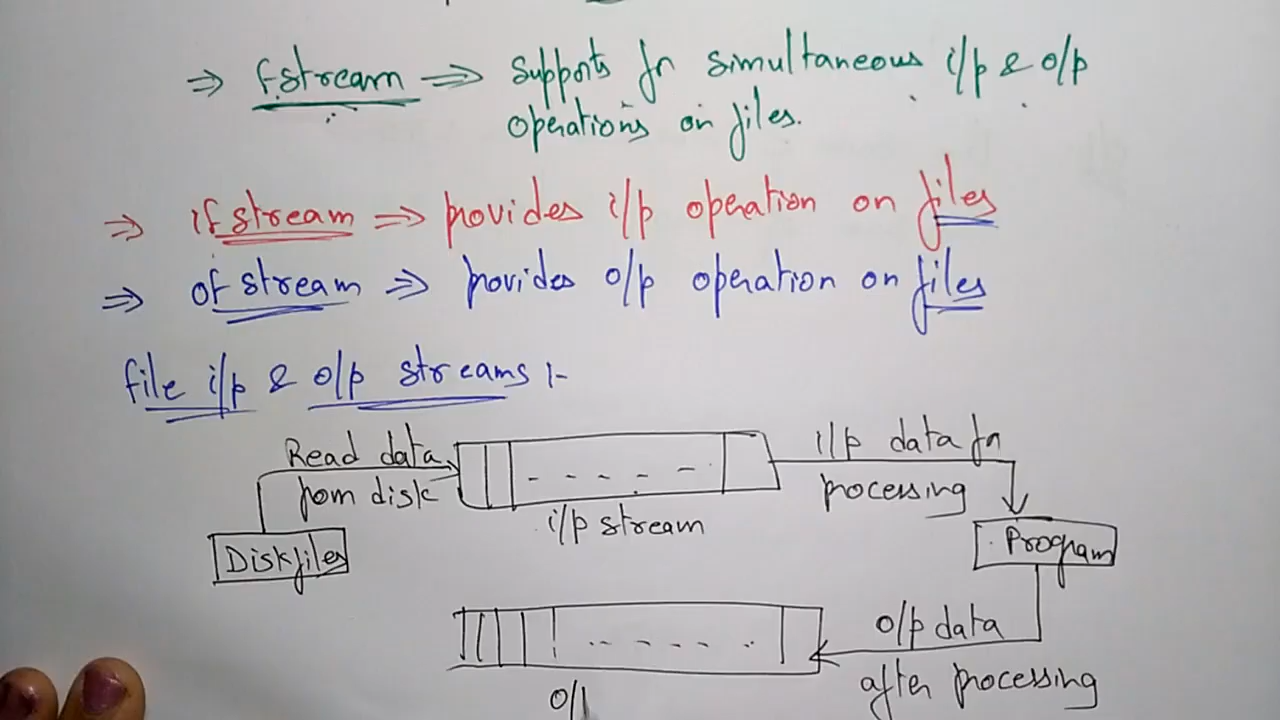 ⇒ fstream ⇒ supports for simultaneous i/p & o/p
operations on files.
⇒ ifstream ⇒ provides i/p operation on files
⇒ ofstream ⇒ provides o/p operation on files
file i/p & o/p streams :-
Read data
from disk
i/p data for
processing
i/p stream
Diskfiles
Program
o/p data
after processing
o/